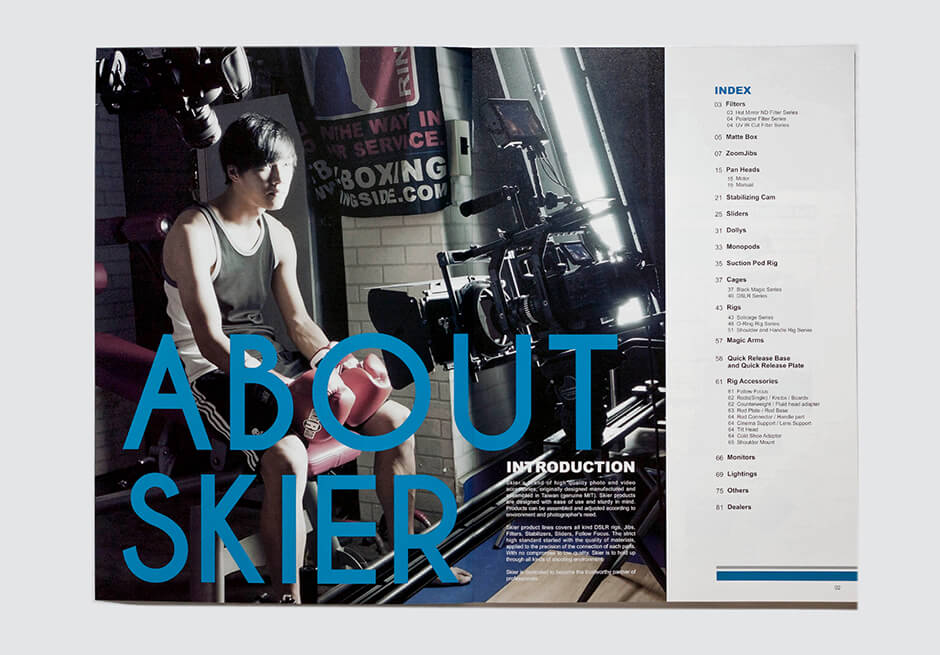 RING
IN THE WAY IN
SERVICE.
BOXING
INGSIDE.COM
ABOUT
SKIER
INTRODUCTION
Skier a brand of high quality photo and video
accessories, originally designed manufactured and
assembled in Taiwan (genuine MIT). Skier products
are designed with ease of use and sturdy in mind.
Products can be assembled and adjusted according to
environment and photographer's need.
Skier product lines covers all kind DSLR rigs, Jibs,
Filters, Stabilizers, Sliders, Follow Focus. The strict
high standard started with the quality of materials,
applied to the precision of the connection of each parts.
With no compromise to low quality. Skier is to hold up
through all kinds of shooting environment.
Skier is dedicated to become the trustworthy partner of
professionals.
INDEX
03 Filters
03 Hot Mirror ND Filter Series
04 Polarizer Filter Series
04 UV IR Cut Filter Series
05 Matte Box
07 ZoomJibs
15 Pan Heads
15 Motor
19 Manual
21 Stabilizing Cam
25 Sliders
31 Dollys
33 Monopods
35 Suction Pod Rig
37 Cages
37 Black Magic Series
40 DSLR Series
43 Rigs
43 Solicage Series
48 O-Ring Rig Series
51 Shoulder and Handle Rig Series
57 Magic Arms
58 Quick Release Base
and Quick Release Plate
61 Rig Accessories
61 Follow Focus
62 Rods(Single) / Knobs / Boards
62 Counterweight / Fluid head adapter
63 Rod Plate / Rod Base
64 Rod Connector / Handle part
64 Cinema Support / Lens Support
64 Tilt Head
64 Cold Shoe Adaptor
65 Shoulder Mount
66 Monitors
69 Lightings
75 Others
81 Dealers
02